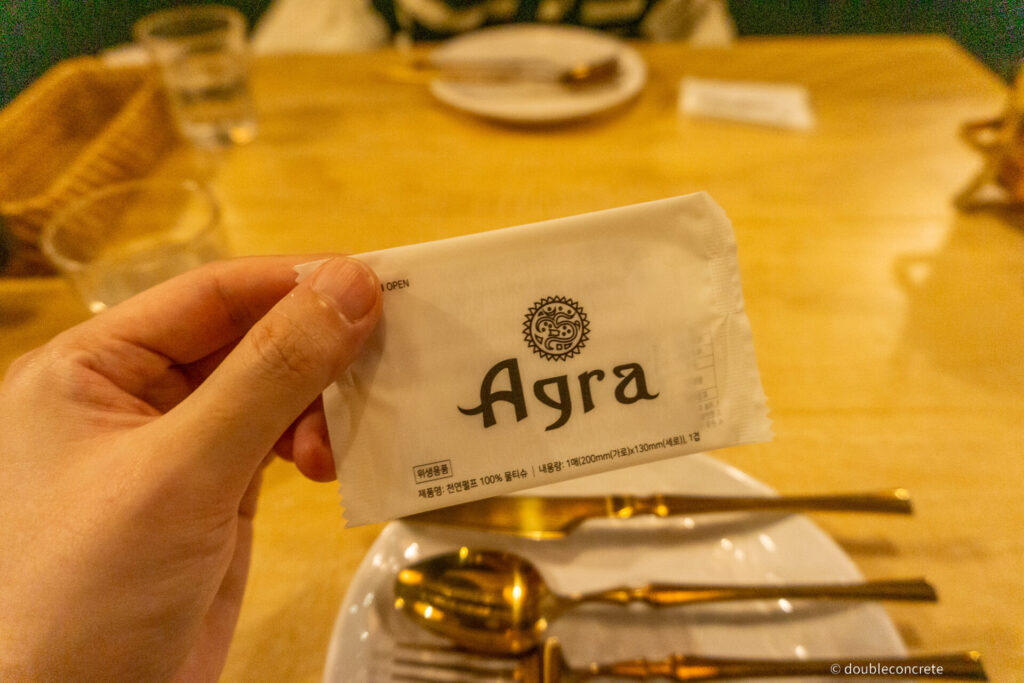 OPEN
Agra
위생용품
제품명: 천연펄프 100% 물티슈 | 내용량: 1매(200mm(가로)x130mm(세로)), 1겹
© doubleconcrete